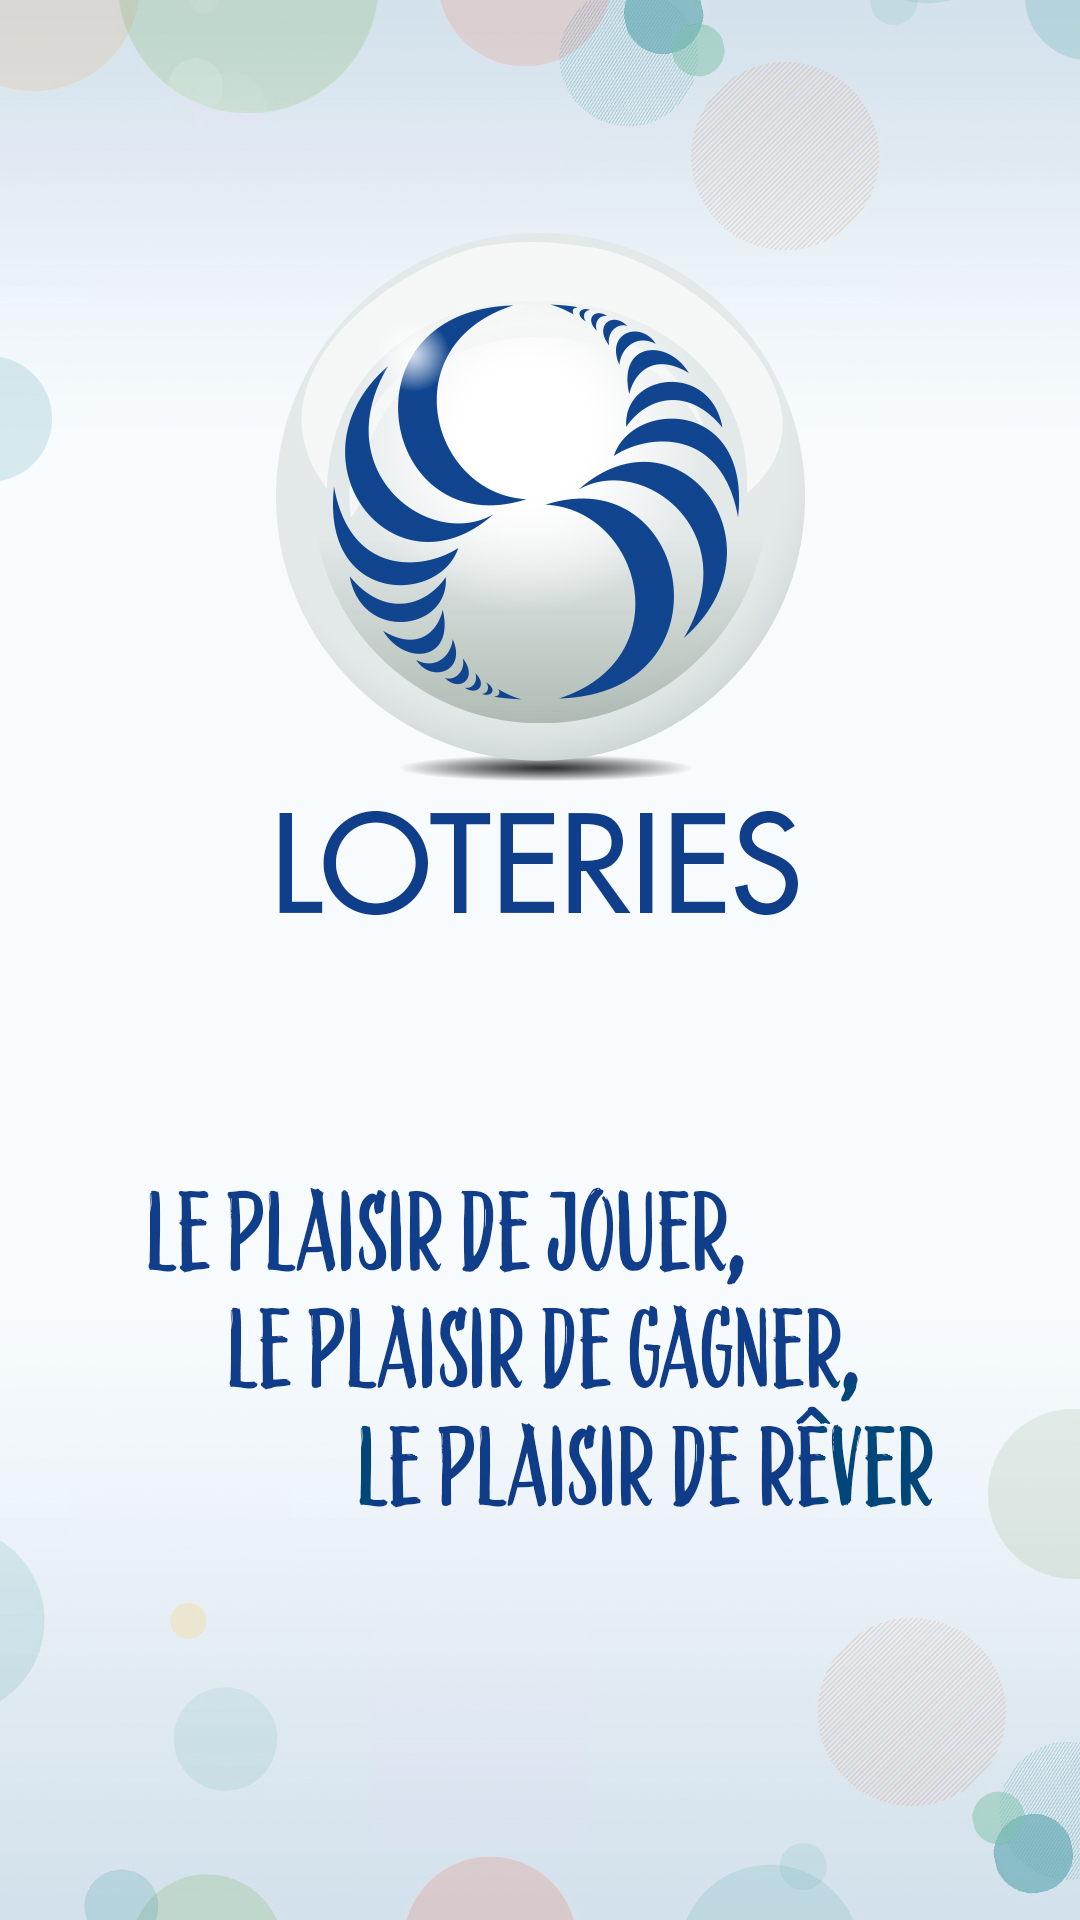 LOTERIES
LE PLAISIR DE JOUER,
LE PLAISIR DE GAGNER,
LE PLAISIR DE RÊVER